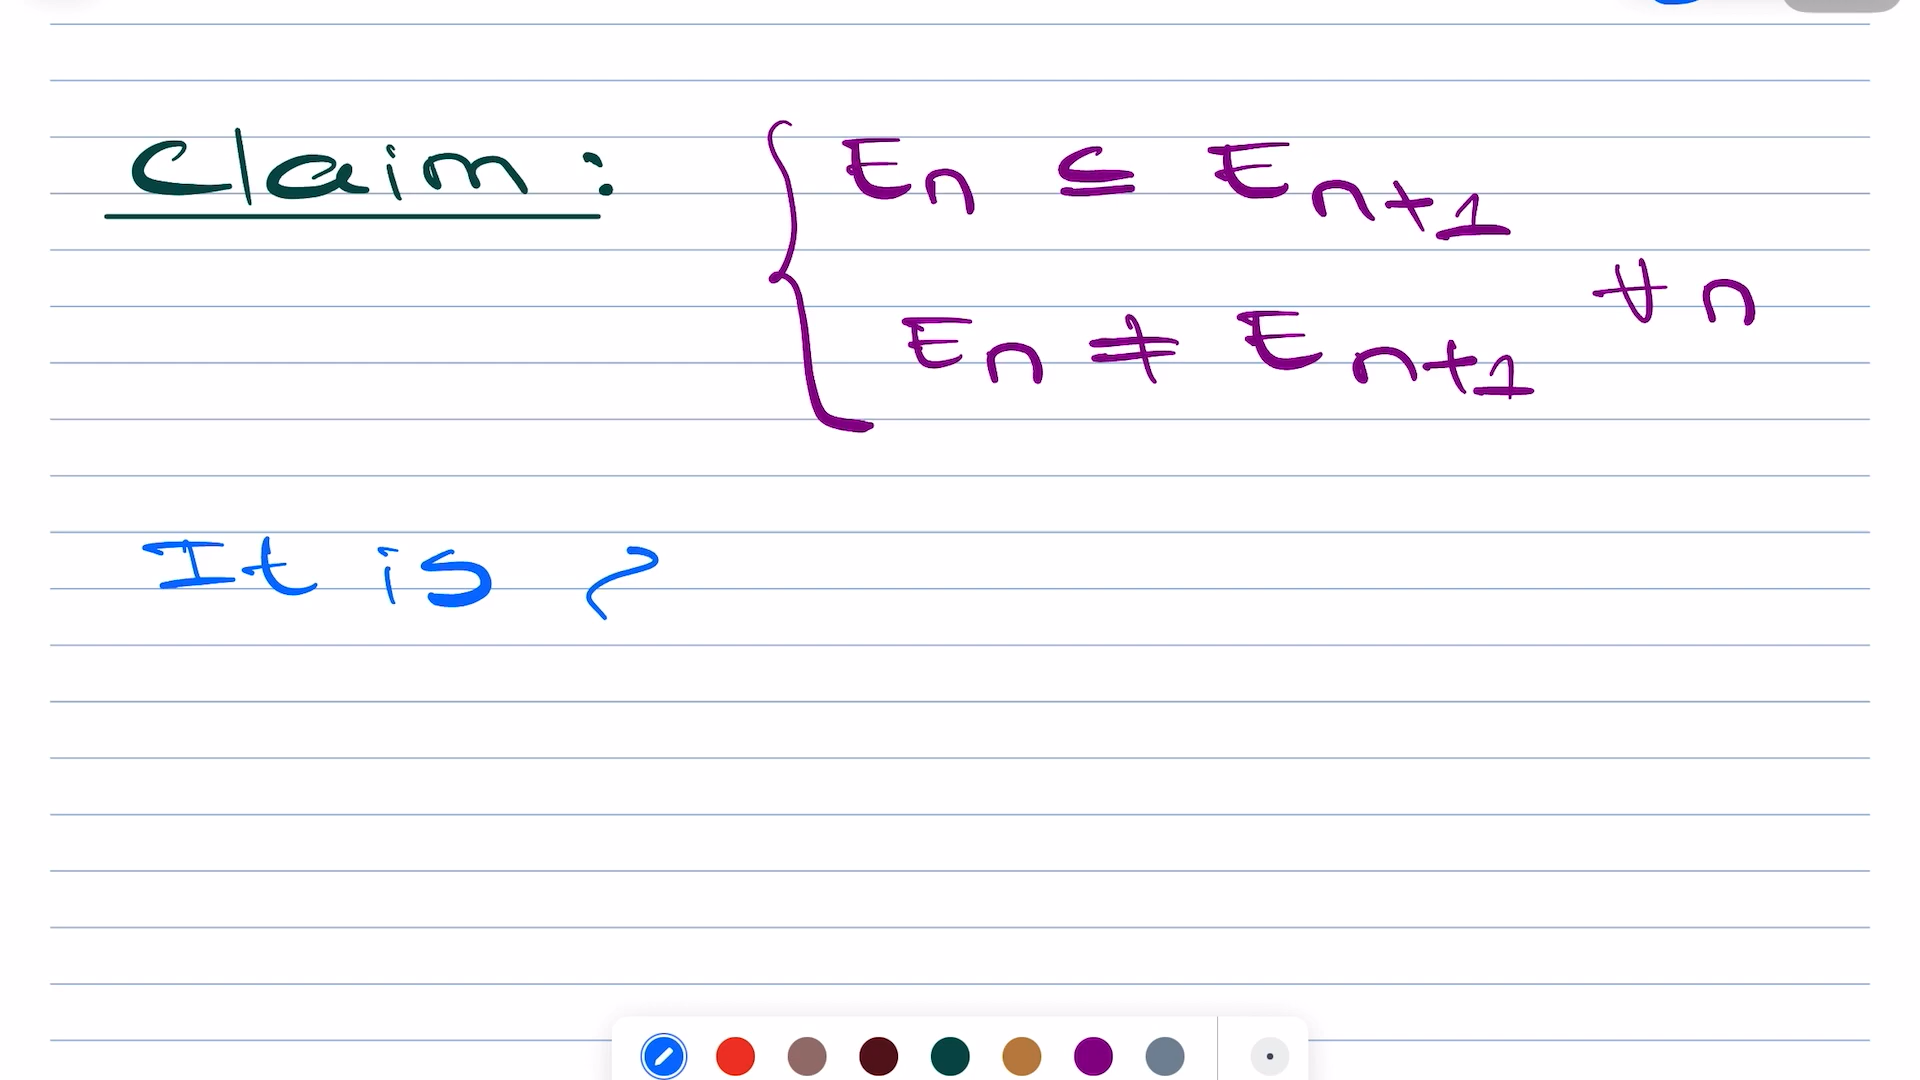 Claim: { Eₙ ⊆ Eₙ₊₁
Eₙ ≠ Eₙ₊₁ ∀ n
It is